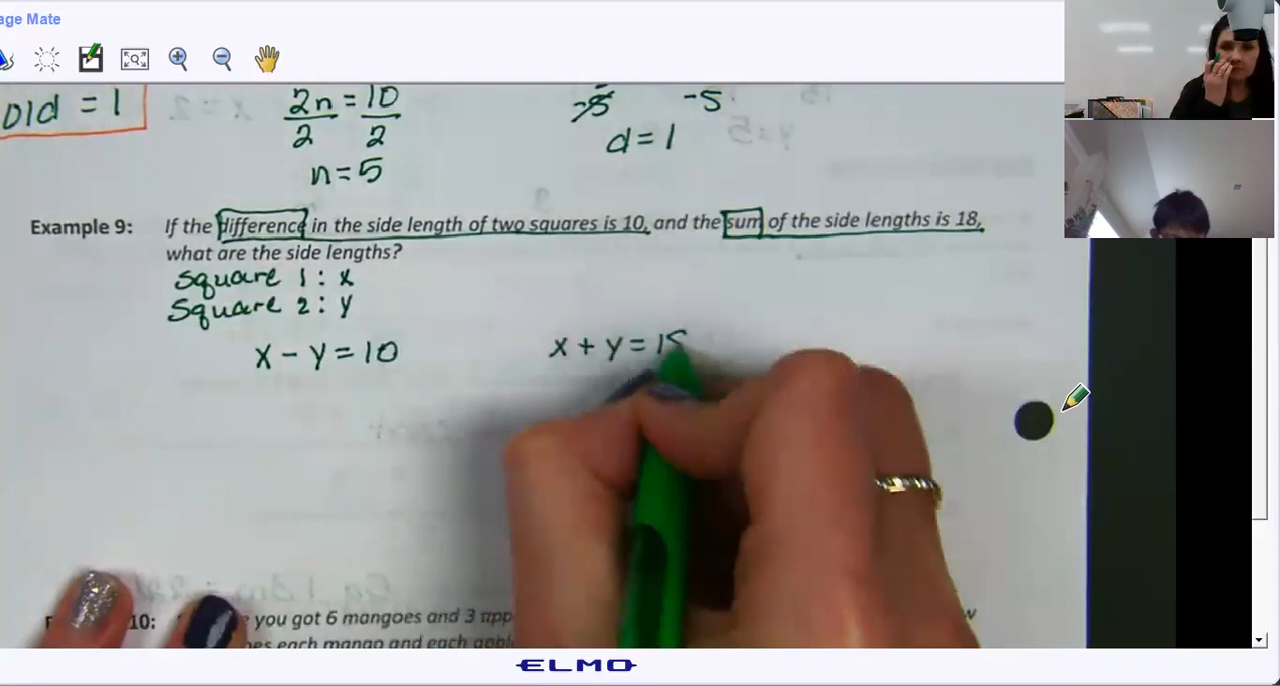 age Mate
old = 1
2n = 10
2 2
n = 5
-5 -5
d = 1
Example 9: If the difference in the side length of two squares is 10, and the sum of the side lengths is 18,
what are the side lengths?
Square 1 : x
Square 2 : y
x - y = 10
x + y = 18
10: you got 6 mangoes and 3 app
each mango and each
ELMO